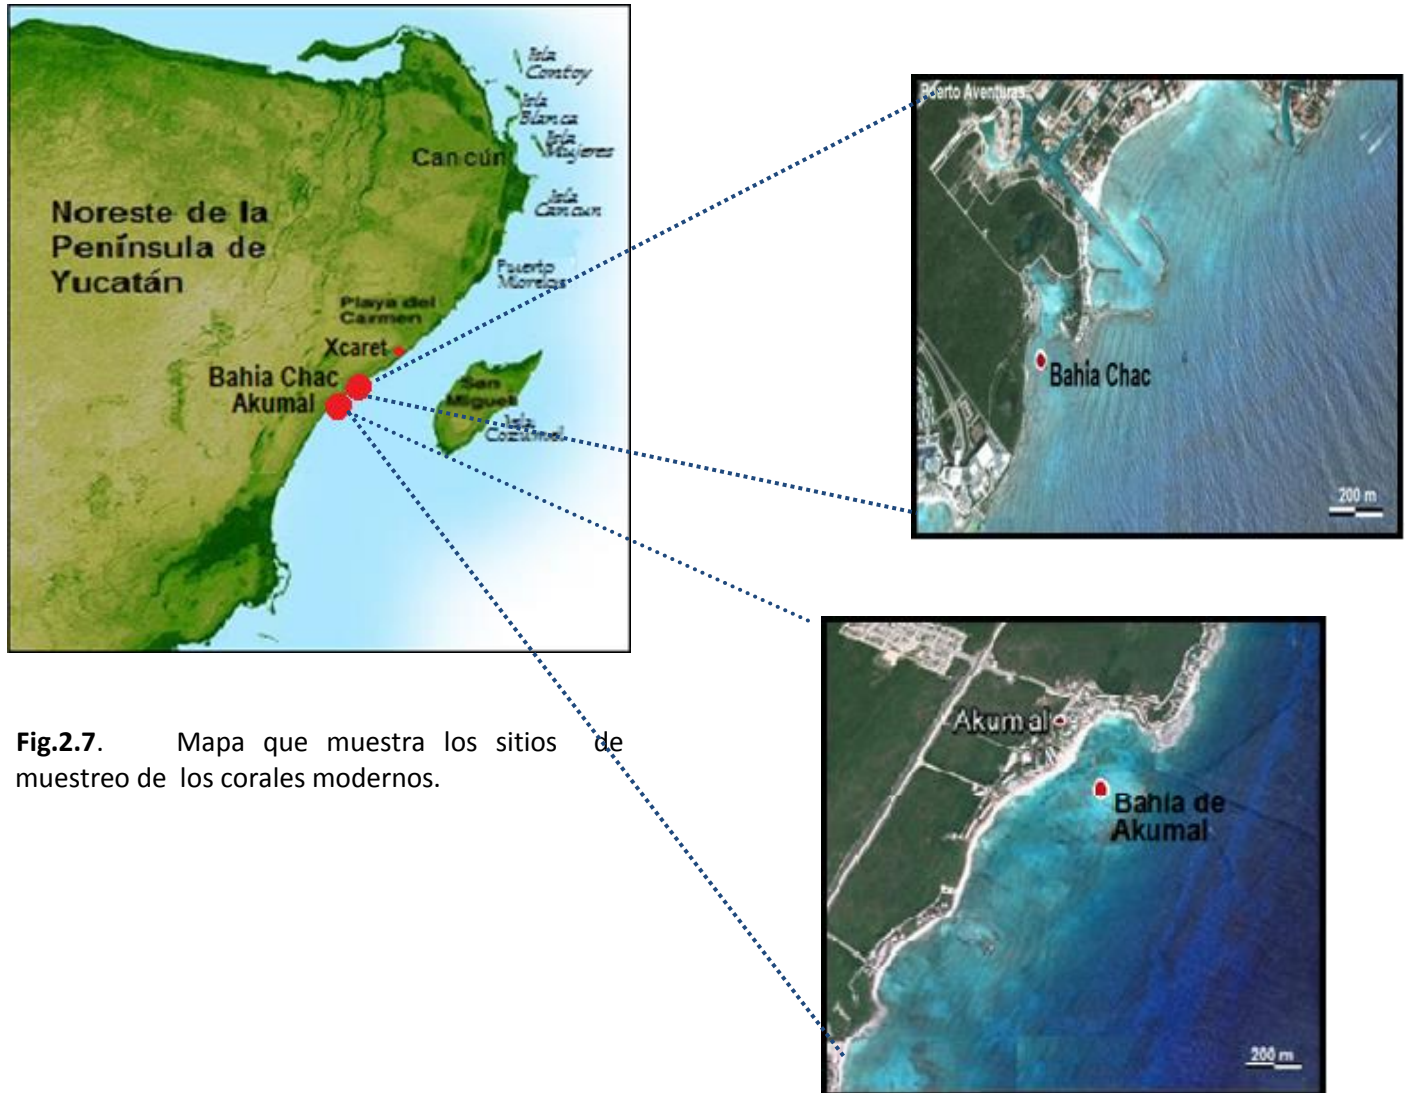 Isla
Contoy
Isla
Blanca
Isla
Mujeres
Cancún
Isla
Cancun
Noreste de la
Península de
Yucatán
Puerto
Morelos
Playa del
Carmen
Xcaret
Bahia Chac
Akumal
San
Miguel
Isla
Cozumel
Puerto Aventuras
Bahia Chac
200 m
Akumal
Bahia de
Akumal
200 m
Fig.2.7. Mapa que muestra los sitios de
muestreo de los corales modernos.